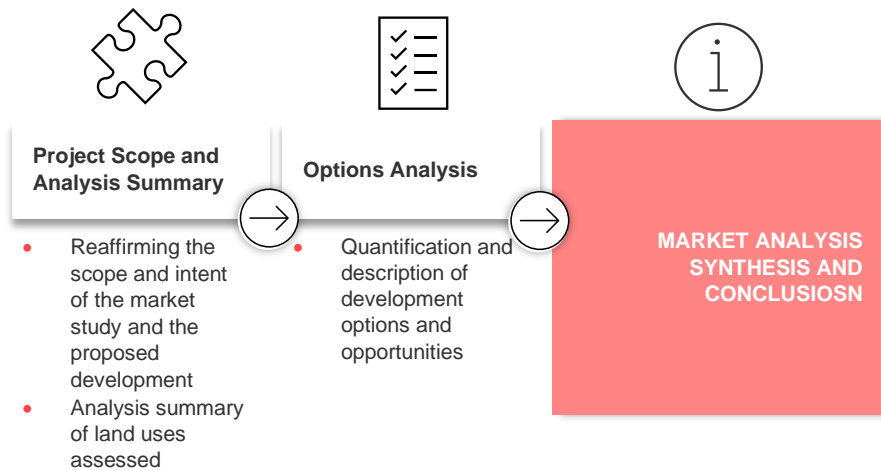 Project Scope and
Analysis Summary
• Reaffirming the
scope and intent
of the market
study and the
proposed
development
• Analysis summary
of land uses
assessed
Options Analysis
• Quantification and
description of
development
options and
opportunities
i
MARKET ANALYSIS
SYNTHESIS AND
CONCLUSIOSN